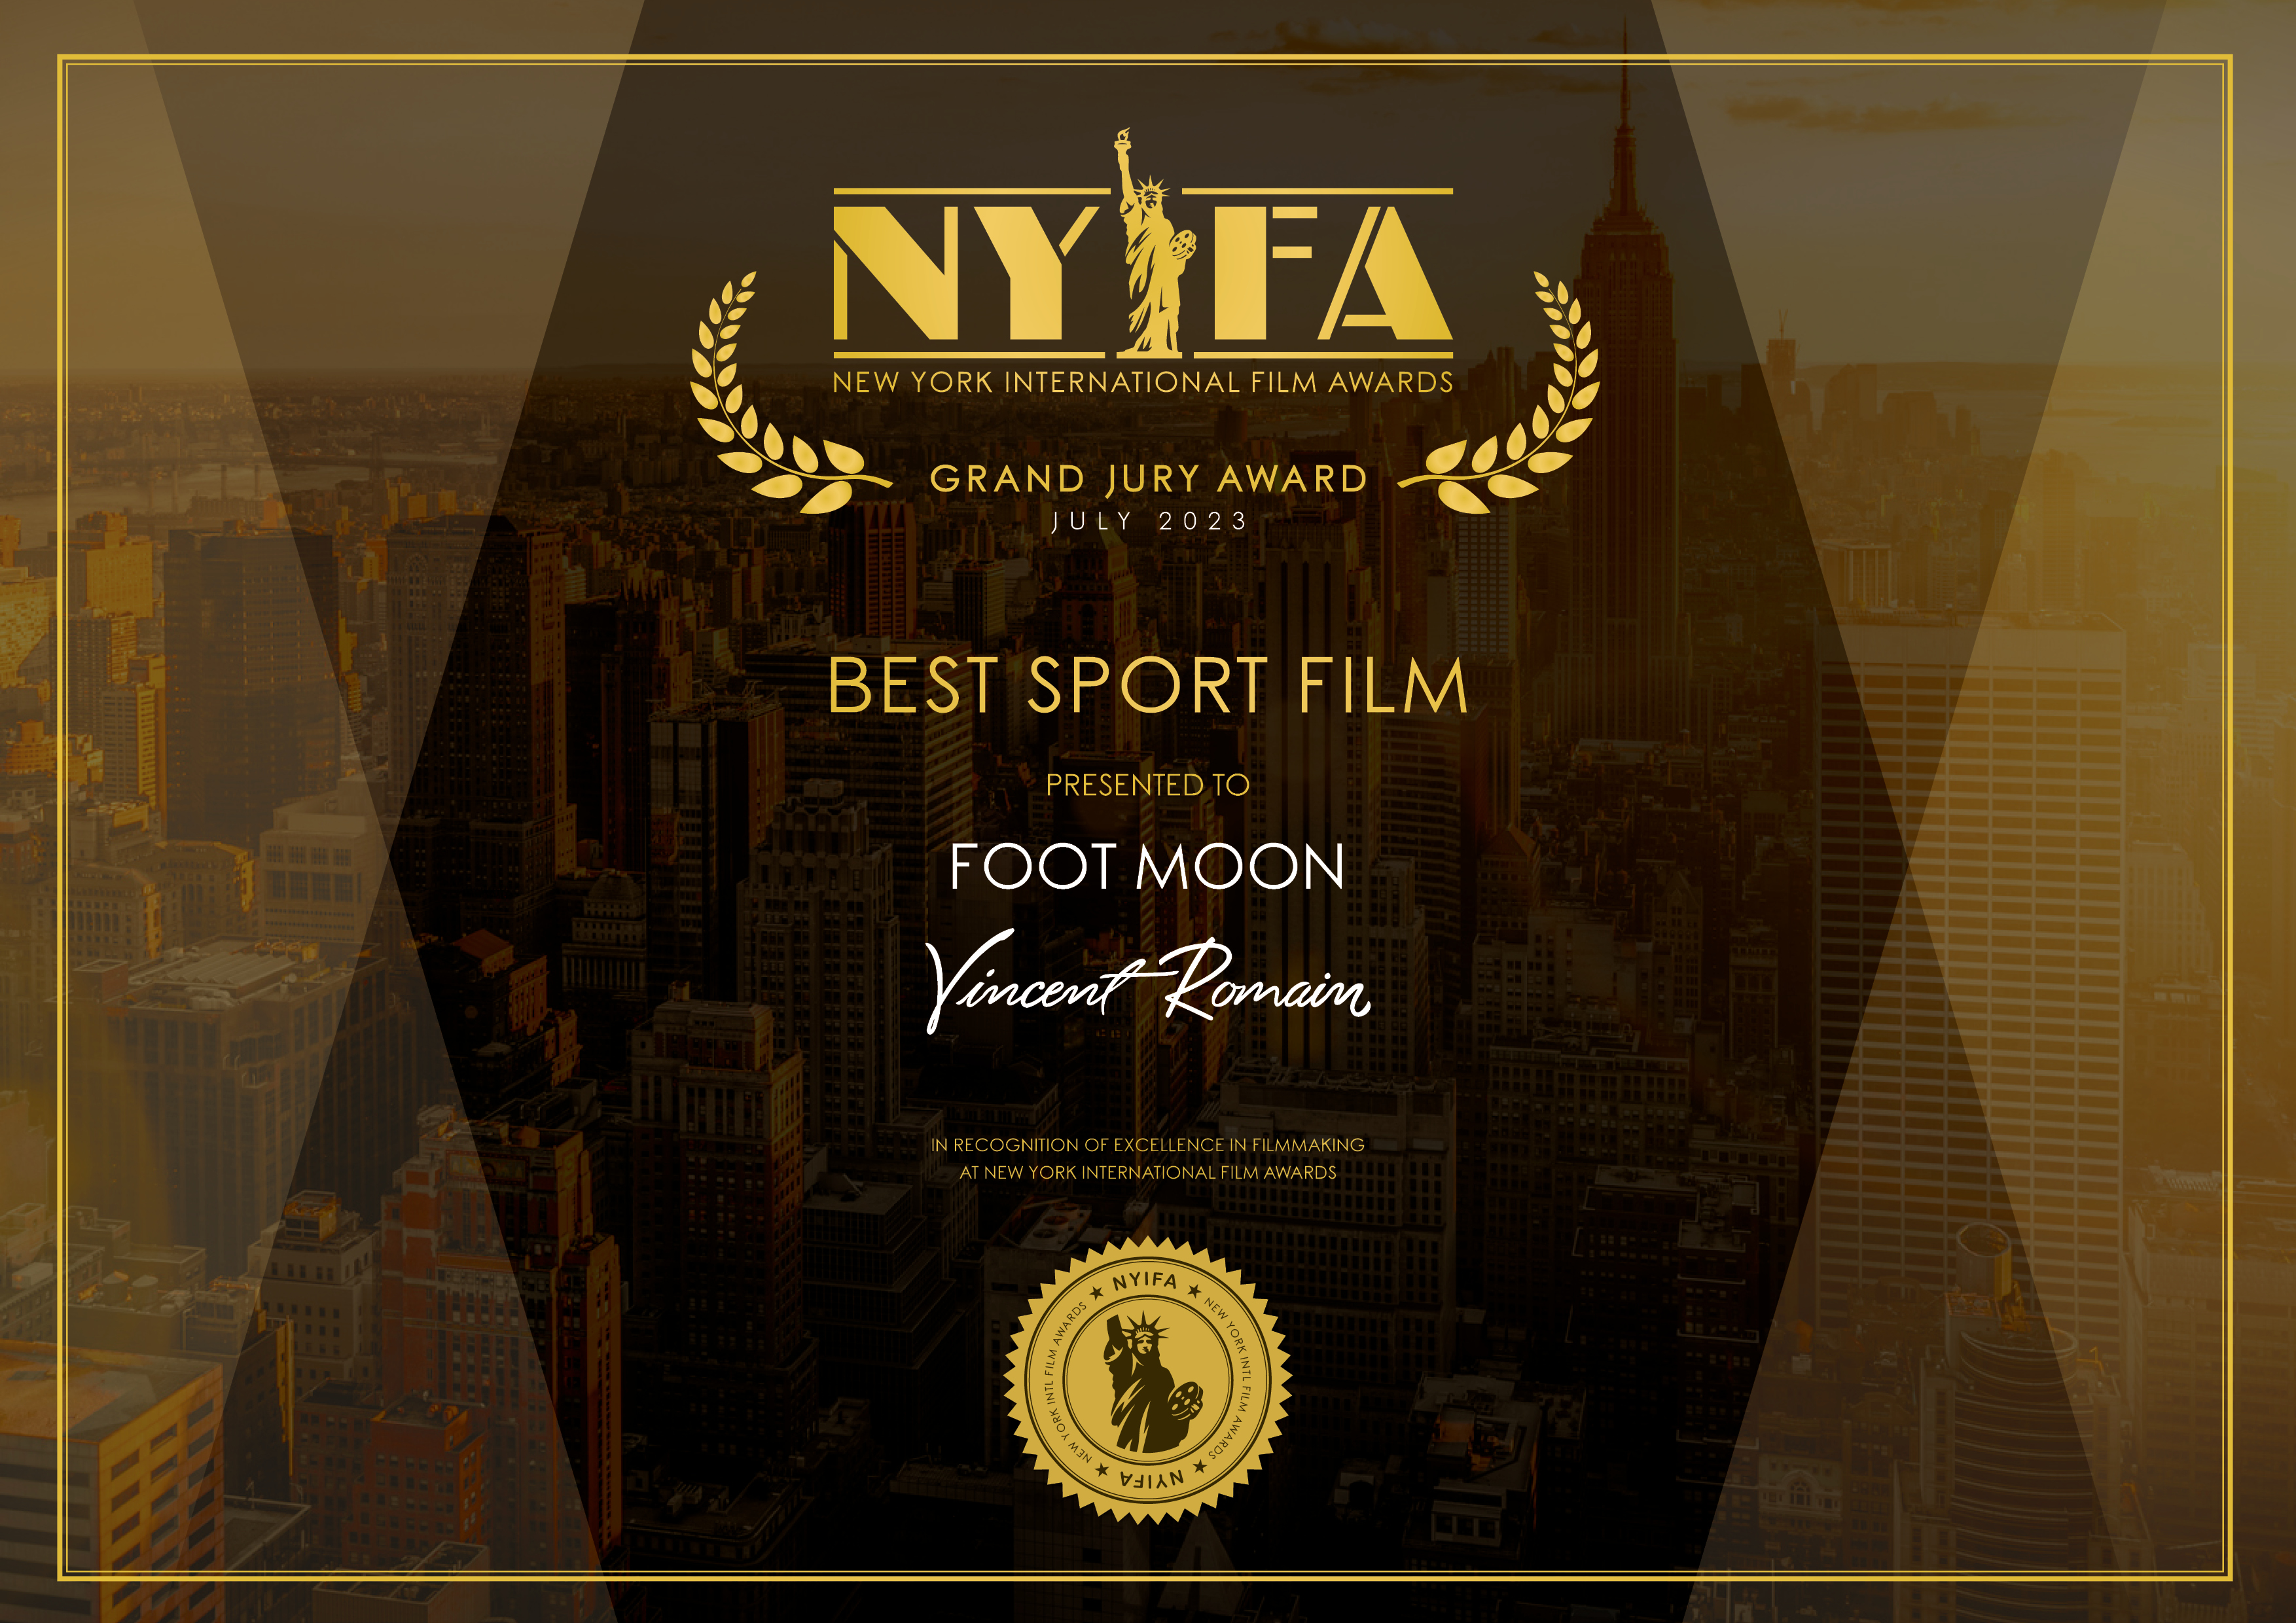 NYIFA
NEW YORK INTERNATIONAL FILM AWARDS
GRAND JURY AWARD
JULY 2023
BEST SPORT FILM
PRESENTED TO
FOOT MOON
Vincent Romain
IN RECOGNITION OF EXCELLENCE IN FILMMAKING
AT NEW YORK INTERNATIONAL FILM AWARDS
★ NYIFA ★
NEW YORK INTL FILM AWARDS
★ NYIFA ★
NEW YORK INTL FILM AWARDS